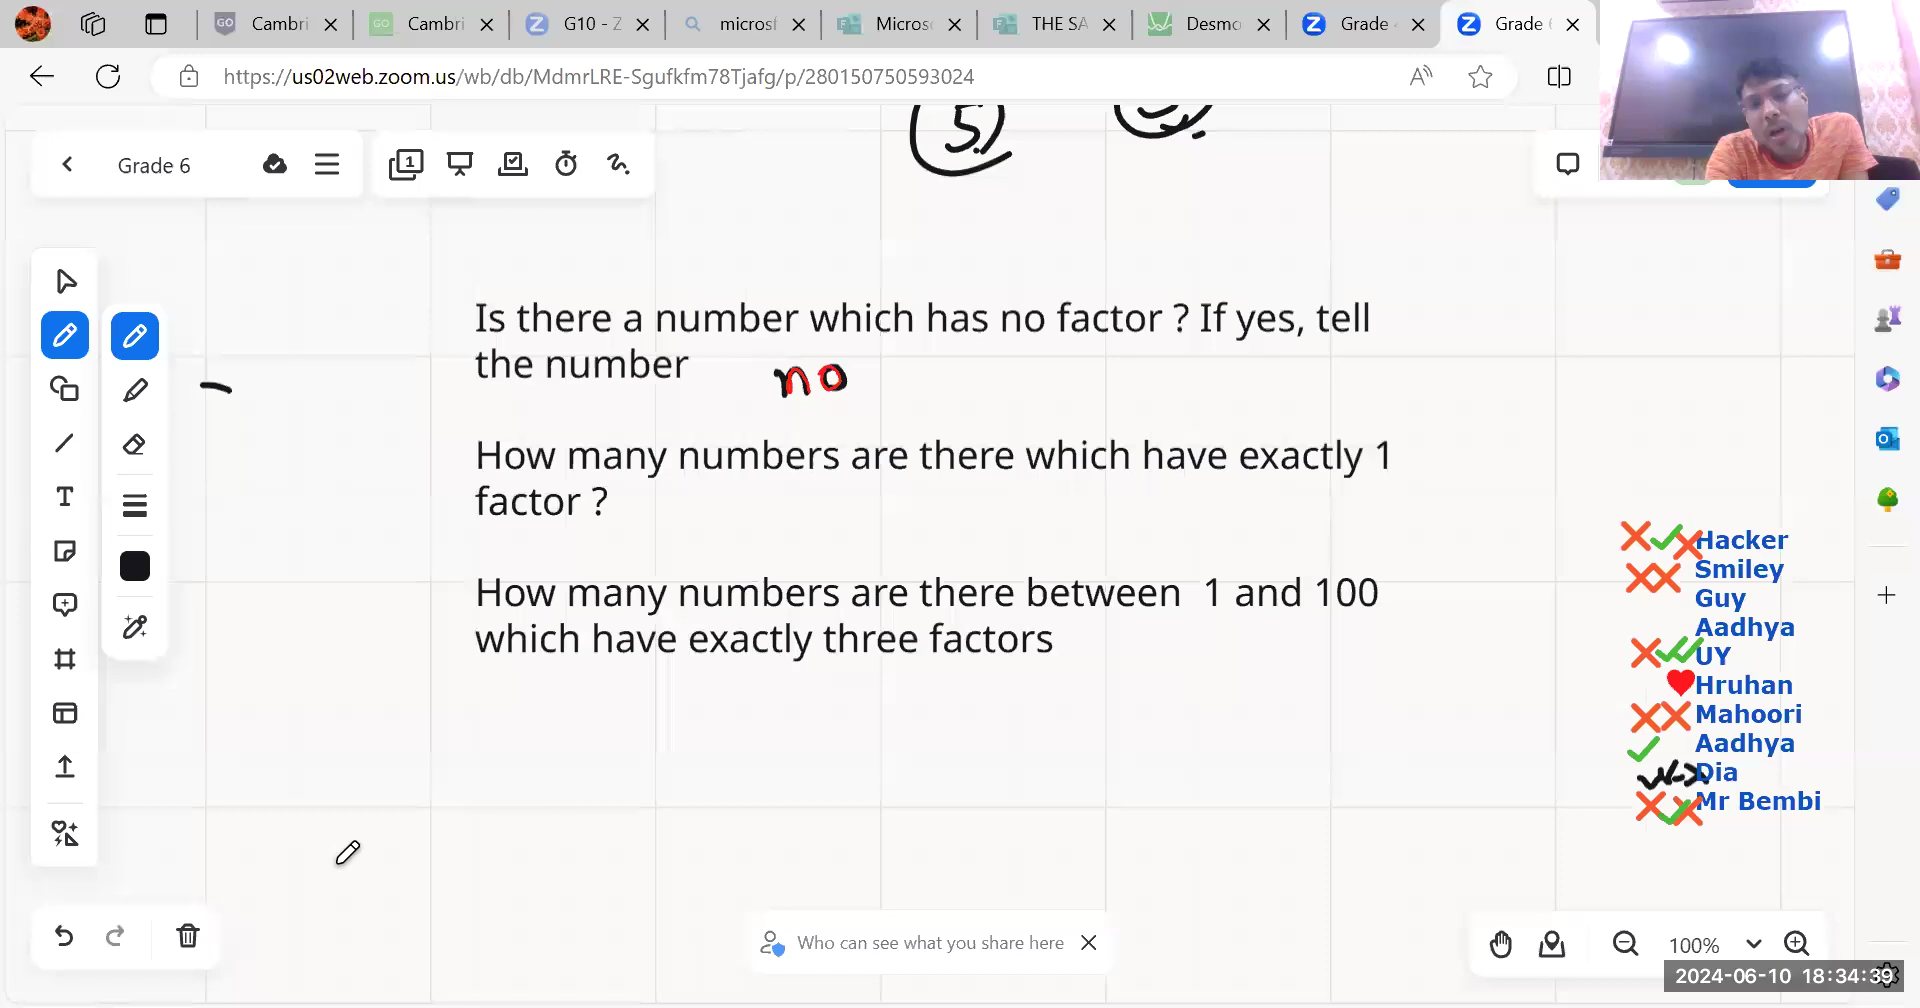 Cambri
Cambri
G10 - Z
microsf
Micros
THE SA
Desmo
Grade
Grade
https://us02web.zoom.us/wb/db/MdmrLRE-Sgufkfm78Tjafg/p/280150750593024
5
Grade 6
1
Is there a number which has no factor ? If yes, tell
the number
no
How many numbers are there which have exactly 1
factor ?
How many numbers are there between 1 and 100
which have exactly three factors
Hacker
Smiley
Guy
Aadhya
UY
Hruhan
Mahoori
Aadhya
Dia
Mr Bembi
Who can see what you share here
100%
2024-06-10 18:34:39